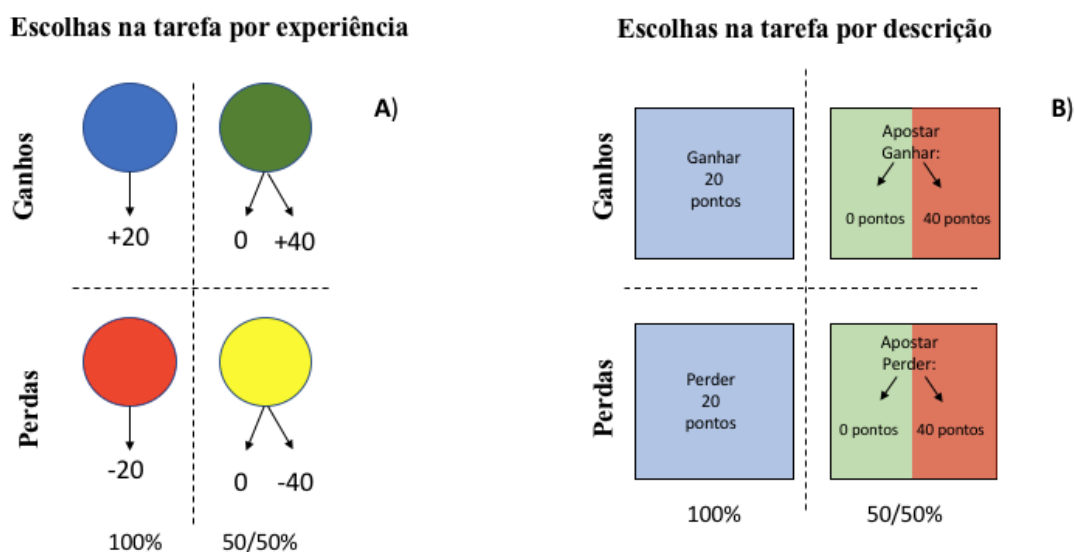 Escolhas na tarefa por experiência
A)
Ganhos
+20
0 +40
Perdas
-20
0 -40
100% 50/50%
Escolhas na tarefa por descrição
B)
Ganhos
Ganhar
20
pontos
Apostar
Ganhar:
0 pontos 40 pontos
Perdas
Perder
20
pontos
Apostar
Perder:
0 pontos 40 pontos
100% 50/50%